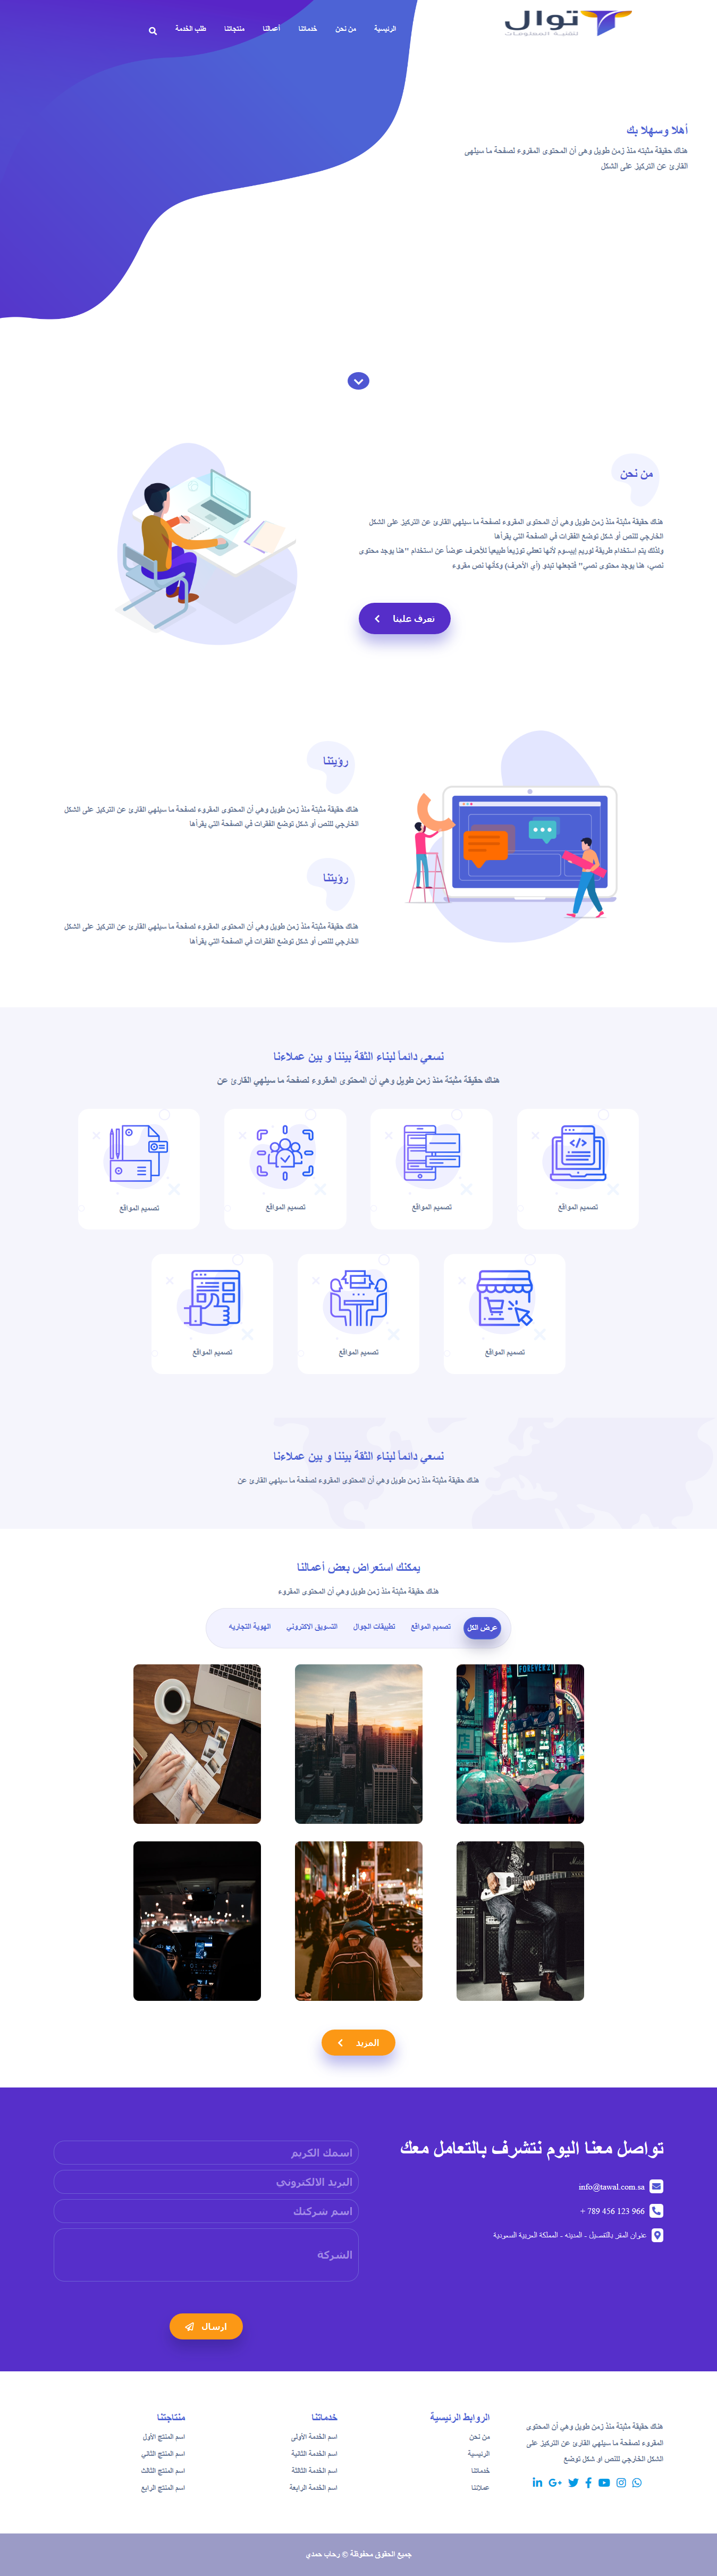 توال
لتقنية المعلومات
الرئيسية
من نحن
خدماتنا
أعمالنا
منتجاتنا
طلب الخدمة
أهلا وسهلا بك
هناك حقيقة مثبته منذ زمن طويل وهى أن المحتوى المقروء لصفحة ما سيلهى
القارئ عن التركيز على الشكل
من نحن
هناك حقيقة مثبتة منذ زمن طويل وهي أن المحتوى المقروء لصفحة ما سيلهي القارئ عن التركيز على الشكل
الخارجي للنص أو شكل توضع الفقرات في الصفحة التي يقرأها
ولذلك يتم استخدام طريقة لوريم إيبسوم لأنها تعطي توزيعاَ طبيعياَ للأحرف عوضاً عن استخدام "هنا يوجد محتوى
نصي، هنا يوجد محتوى نصي" فتجعلها تبدو (أي الأحرف) وكأنها نص مقروء
تعرف علينا
رؤيتنا
هناك حقيقة مثبتة منذ زمن طويل وهي أن المحتوى المقروء لصفحة ما سيلهي القارئ عن التركيز على الشكل
الخارجي للنص أو شكل توضع الفقرات في الصفحة التي يقرأها
رؤيتنا
هناك حقيقة مثبتة منذ زمن طويل وهي أن المحتوى المقروء لصفحة ما سيلهي القارئ عن التركيز على الشكل
الخارجي للنص أو شكل توضع الفقرات في الصفحة التي يقرأها
نسعي دائماً لبناء الثقة بيننا و بين عملاءنا
هناك حقيقة مثبتة منذ زمن طويل وهي أن المحتوى المقروء لصفحة ما سيلهي القارئ عن
تصميم المواقع
تصميم المواقع
تصميم المواقع
تصميم المواقع
تصميم المواقع
تصميم المواقع
تصميم المواقع
نسعي دائماً لبناء الثقة بيننا و بين عملاءنا
هناك حقيقة مثبتة منذ زمن طويل وهي أن المحتوى المقروء لصفحة ما سيلهي القارئ عن
يمكنك استعراض بعض أعمالنا
هناك حقيقة مثبتة منذ زمن طويل وهي أن المحتوى المقروء
عرض الكل
تصميم المواقع
تطبيقات الجوال
التسويق الاكتروني
الهوية التجاريه
FOREVER 21
المزيد
تواصل معنا اليوم نتشرف بالتعامل معك
info@tawal.com.sa
+ 789 456 123 966
عنوان المقر بالتفصيل - المدينه - المملكة العربية السعودية
اسمك الكريم
البريد الالكتروني
اسم شركتك
الشركة
ارسال
هناك حقيقة مثبتة منذ زمن طويل وهي أن المحتوى
المقروء لصفحة ما سيلهي القارئ عن التركيز على
الشكل الخارجي للنص او شكل توضع
الروابط الرئيسية
من نحن
الرئيسية
خدماتنا
عملائنا
خدماتنا
اسم الخدمة الأولى
اسم الخدمة الثانية
اسم الخدمة الثالثة
اسم الخدمة الرابعة
منتاجتنا
اسم المنتج الأول
اسم المنتج الثاني
اسم المنتج الثالث
اسم المنتج الرابع
جميع الحقوق محفوظة © رحاب حمدي